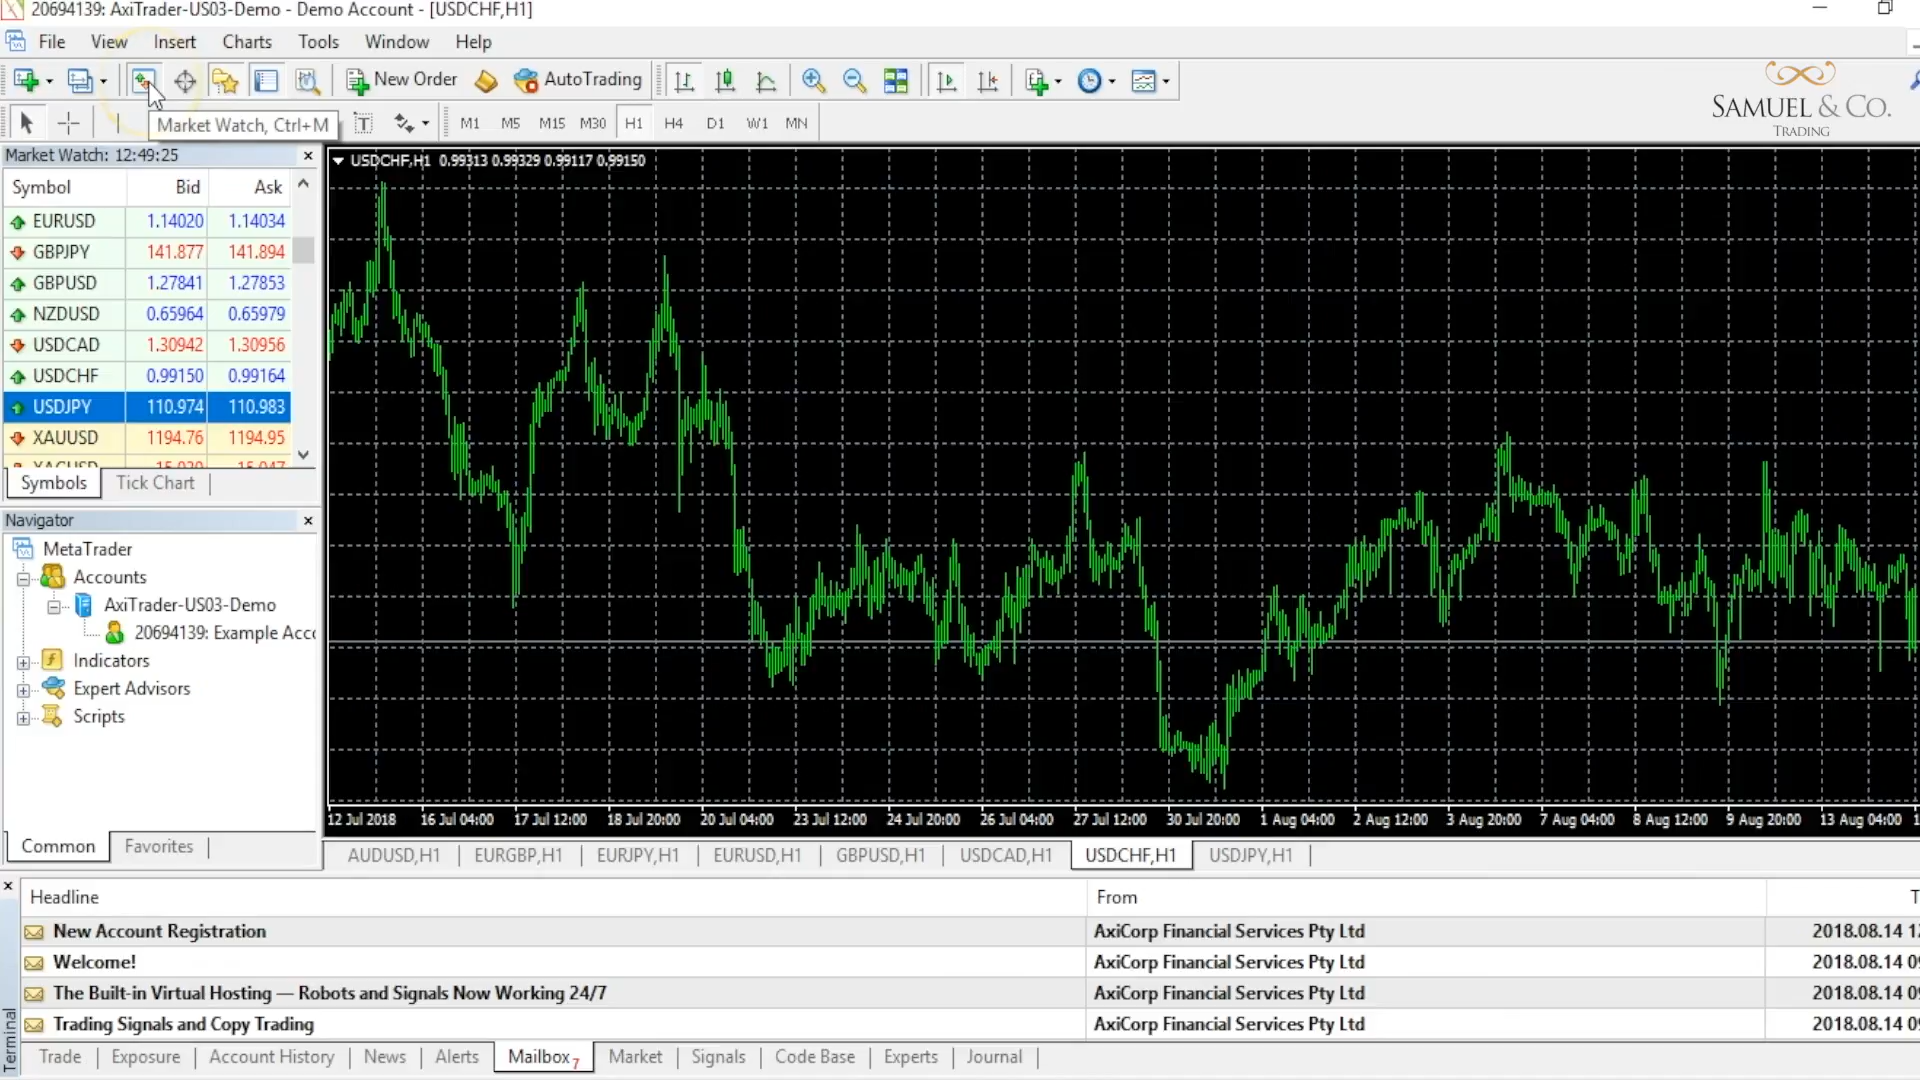 20694139: AxiTrader-US03-Demo - Demo Account - [USDCHF,H1]
File View Insert Charts Tools Window Help
New Order AutoTrading
SAMUEL & CO.
TRADING
Market Watch, Ctrl+M
T M1 M5 M15 M30 H1 H4 D1 W1 MN
Market Watch: 12:49:25
Symbol Bid Ask
EURUSD 1.14020 1.14034
GBPJPY 141.877 141.894
GBPUSD 1.27841 1.27853
NZDUSD 0.65964 0.65979
USDCAD 1.30942 1.30956
USDCHF 0.99150 0.99164
USDJPY 110.974 110.983
XAUUSD 1194.76 1194.95
Symbols Tick Chart
USDCHF,H1 0.99313 0.99329 0.99117 0.99150
Navigator
MetaTrader
Accounts
AxiTrader-US03-Demo
20694139: Example Acc
Indicators
Expert Advisors
Scripts
Common Favorites
12 Jul 2018 16 Jul 04:00 17 Jul 12:00 18 Jul 20:00 20 Jul 04:00 23 Jul 12:00 24 Jul 20:00 26 Jul 04:00 27 Jul 12:00 30 Jul 20:00 1 Aug 04:00 2 Aug 12:00 3 Aug 20:00 7 Aug 04:00 8 Aug 12:00 9 Aug 20:00 13 Aug 04:00
AUDUSD,H1 EURGBP,H1 EURJPY,H1 EURUSD,H1 GBPUSD,H1 USDCAD,H1 USDCHF,H1 USDJPY,H1
Headline From
New Account Registration AxiCorp Financial Services Pty Ltd 2018.08.14
Welcome! AxiCorp Financial Services Pty Ltd 2018.08.14
The Built-in Virtual Hosting — Robots and Signals Now Working 24/7 AxiCorp Financial Services Pty Ltd 2018.08.14
Trading Signals and Copy Trading AxiCorp Financial Services Pty Ltd 2018.08.14
Terminal
Trade Exposure Account History News Alerts Mailbox 7 Market Signals Code Base Experts Journal